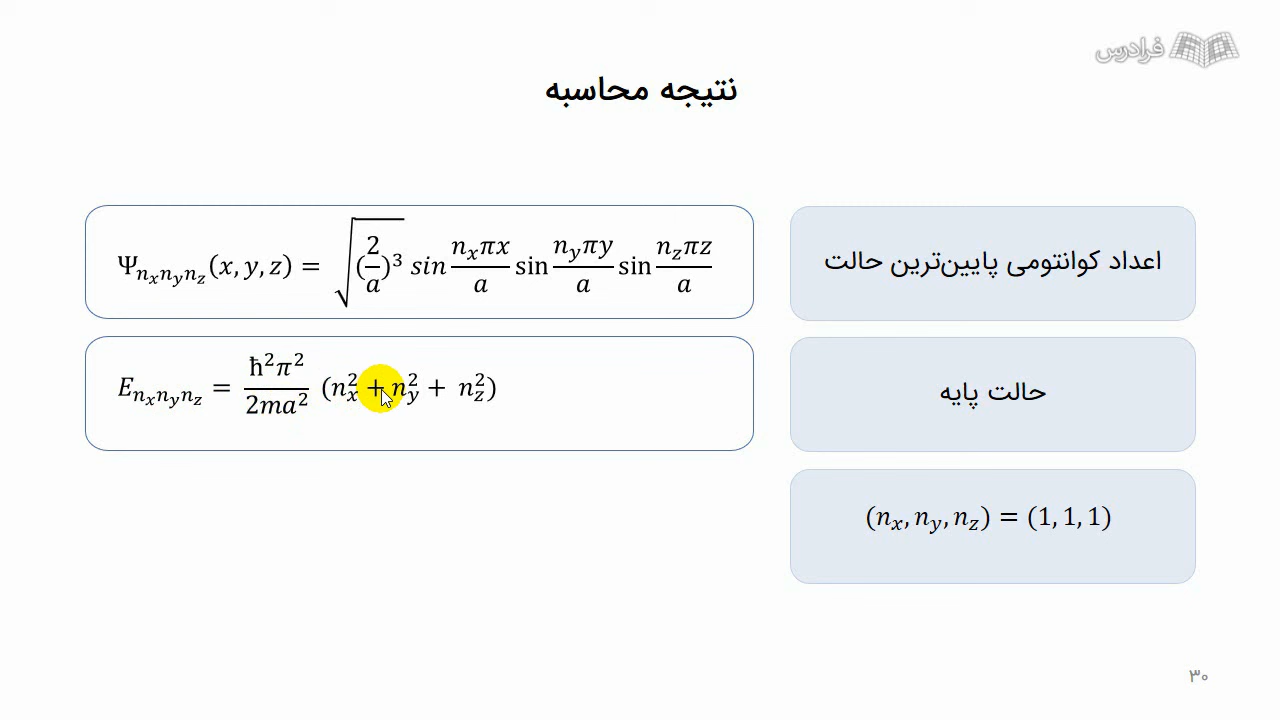 فرادرس
نتیجه محاسبه
اعداد کوانتومی پایین‌ترین حالت
Ψ_{n_x n_y n_z}(x, y, z) = √((2/a)³) sin (n_xπx/a) sin (n_yπy/a) sin (n_zπz/a)
حالت پایه
E_{n_x n_y n_z} = ħ²π²/2ma² (n_x² + n_y² + n_z²)
(n_x, n_y, n_z) = (1, 1, 1)
۳۰